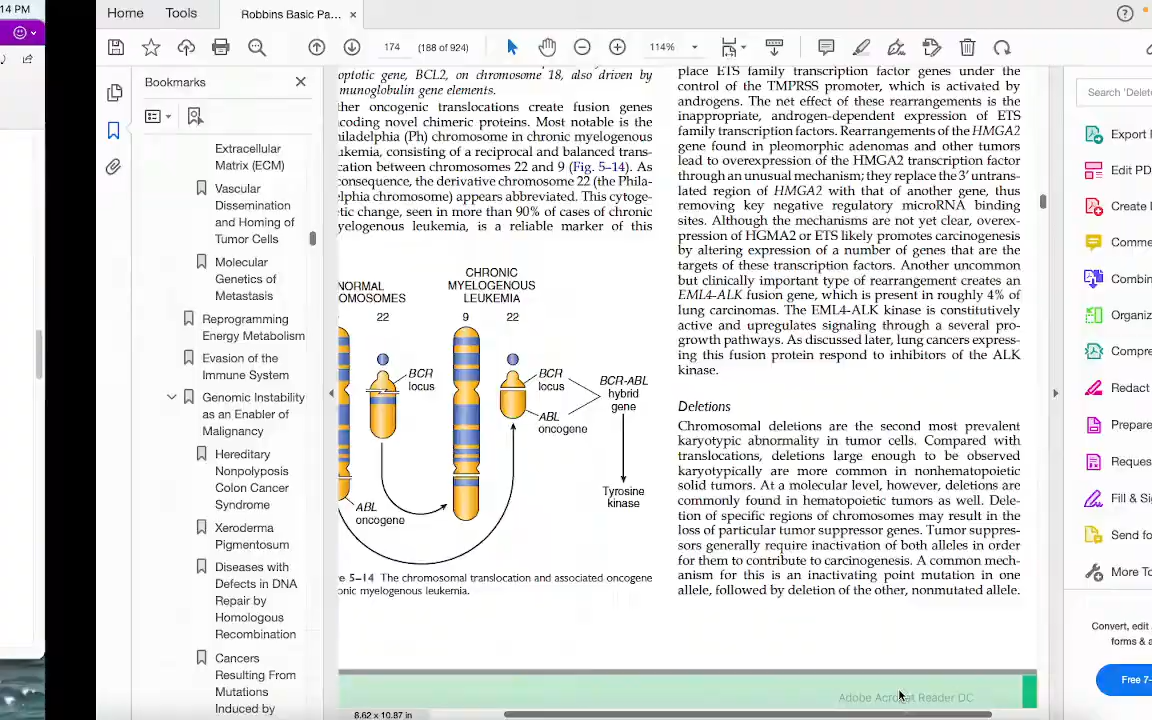 14 PM
Home
Tools
Robbins Basic Pa...
174
(188 of 924)
114%
Bookmarks
Extracellular
Matrix (ECM)
Vascular
Dissemination
and Homing of
Tumor Cells
Molecular
Genetics of
Metastasis
Reprogramming
Energy Metabolism
Evasion of the
Immune System
Genomic Instability
as an Enabler of
Malignancy
Hereditary
Nonpolyposis
Colon Cancer
Syndrome
Xeroderma
Pigmentosum
Diseases with
Defects in DNA
Repair by
Homologous
Recombination
Cancers
Resulting From
Mutations
Induced by
optotic gene, BCL2, on chromosome 18, also driven by
munoglobulin gene elements.
ther oncogenic translocations create fusion genes
coding novel chimeric proteins. Most notable is the
hiladelphia (Ph) chromosome in chronic myelogenous
ukemia, consisting of a reciprocal and balanced trans-
cation between chromosomes 22 and 9 (Fig. 5–14). As
consequence, the derivative chromosome 22 (the Phila-
elphia chromosome) appears abbreviated. This cytoge-
etic change, seen in more than 90% of cases of chronic
yelogenous leukemia, is a reliable marker of this
NORMAL
OMOSOMES
22
CHRONIC
MYELOGENOUS
LEUKEMIA
9
22
BCR
locus
ABL
oncogene
BCR
locus
ABL
oncogene
BCR-ABL
hybrid
gene
Tyrosine
kinase
e 5–14 The chromosomal translocation and associated oncogene
onic myelogenous leukemia.
place ETS family transcription factor genes under the
control of the TMPRSS promoter, which is activated by
androgens. The net effect of these rearrangements is the
inappropriate, androgen-dependent expression of ETS
family transcription factors. Rearrangements of the HMGA2
gene found in pleomorphic adenomas and other tumors
lead to overexpression of the HMGA2 transcription factor
through an unusual mechanism; they replace the 3′ untrans-
lated region of HMGA2 with that of another gene, thus
removing key negative regulatory microRNA binding
sites. Although the mechanisms are not yet clear, overex-
pression of HGMA2 or ETS likely promotes carcinogenesis
by altering expression of a number of genes that are the
targets of these transcription factors. Another uncommon
but clinically important type of rearrangement creates an
EML4-ALK fusion gene, which is present in roughly 4% of
lung carcinomas. The EML4-ALK kinase is constitutively
active and upregulates signaling through a several pro-
growth pathways. As discussed later, lung cancers express-
ing this fusion protein respond to inhibitors of the ALK
kinase.
Deletions
Chromosomal deletions are the second most prevalent
karyotypic abnormality in tumor cells. Compared with
translocations, deletions large enough to be observed
karyotypically are more common in nonhematopoietic
solid tumors. At a molecular level, however, deletions are
commonly found in hematopoietic tumors as well. Dele-
tion of specific regions of chromosomes may result in the
loss of particular tumor suppressor genes. Tumor suppres-
sors generally require inactivation of both alleles in order
for them to contribute to carcinogenesis. A common mech-
anism for this is an inactivating point mutation in one
allele, followed by deletion of the other, nonmutated allele.
Adobe Acrobat Reader DC
8.62 x 10.87 in
Search 'Delet
Export
Edit PD
Create
Comme
Combin
Organiz
Compre
Redact
Prepare
Reques
Fill & Sig
Send fo
More To
Convert, edit
forms & a
Free 7-